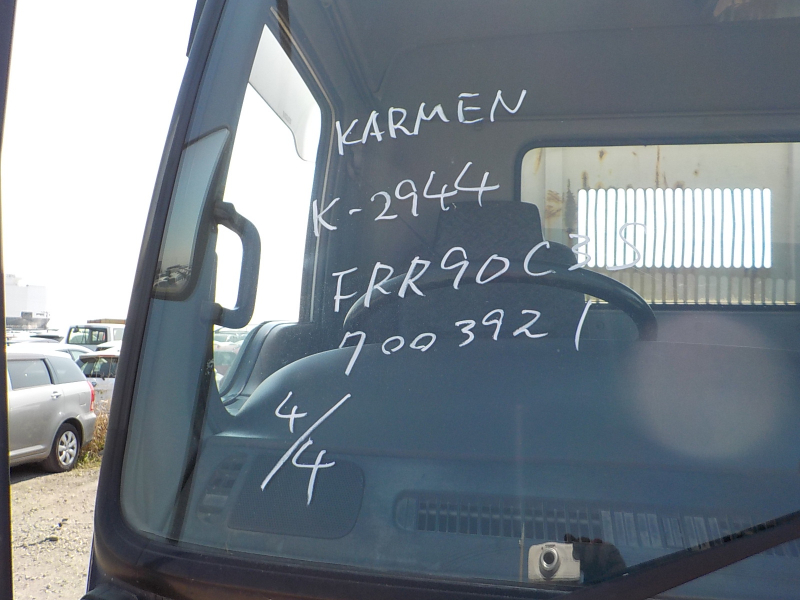 KARMEN
K-2944
FRR90C3S
7003921
4/4